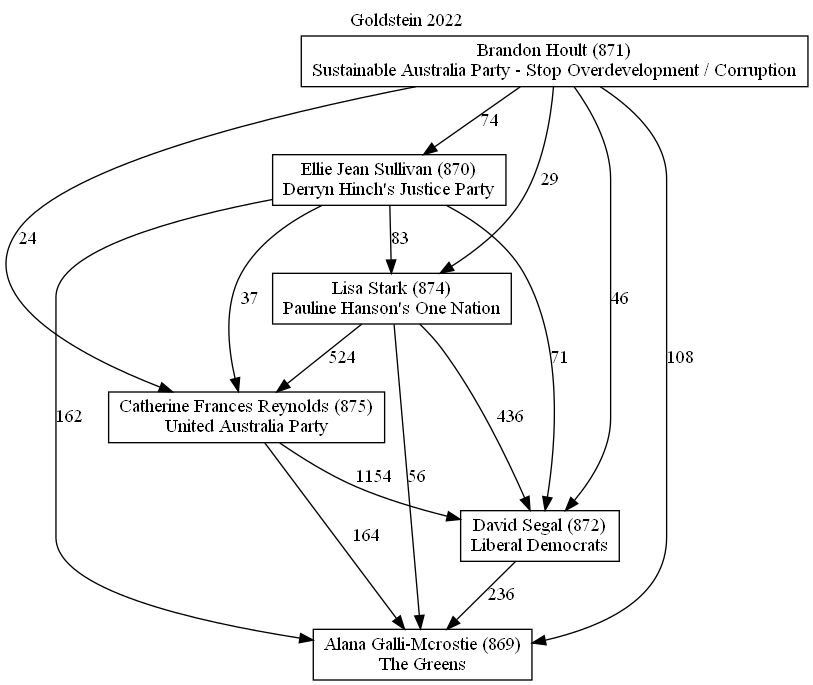 Goldstein 2022
Brandon Hoult (871)
Sustainable Australia Party - Stop Overdevelopment / Corruption
74
Ellie Jean Sullivan (870)
Derryn Hinch's Justice Party
29
24
83
Lisa Stark (874)
Pauline Hanson's One Nation
37
46
524
71
108
Catherine Frances Reynolds (875)
United Australia Party
162
436
1154
56
David Segal (872)
Liberal Democrats
164
236
Alana Galli-Mcrostie (869)
The Greens